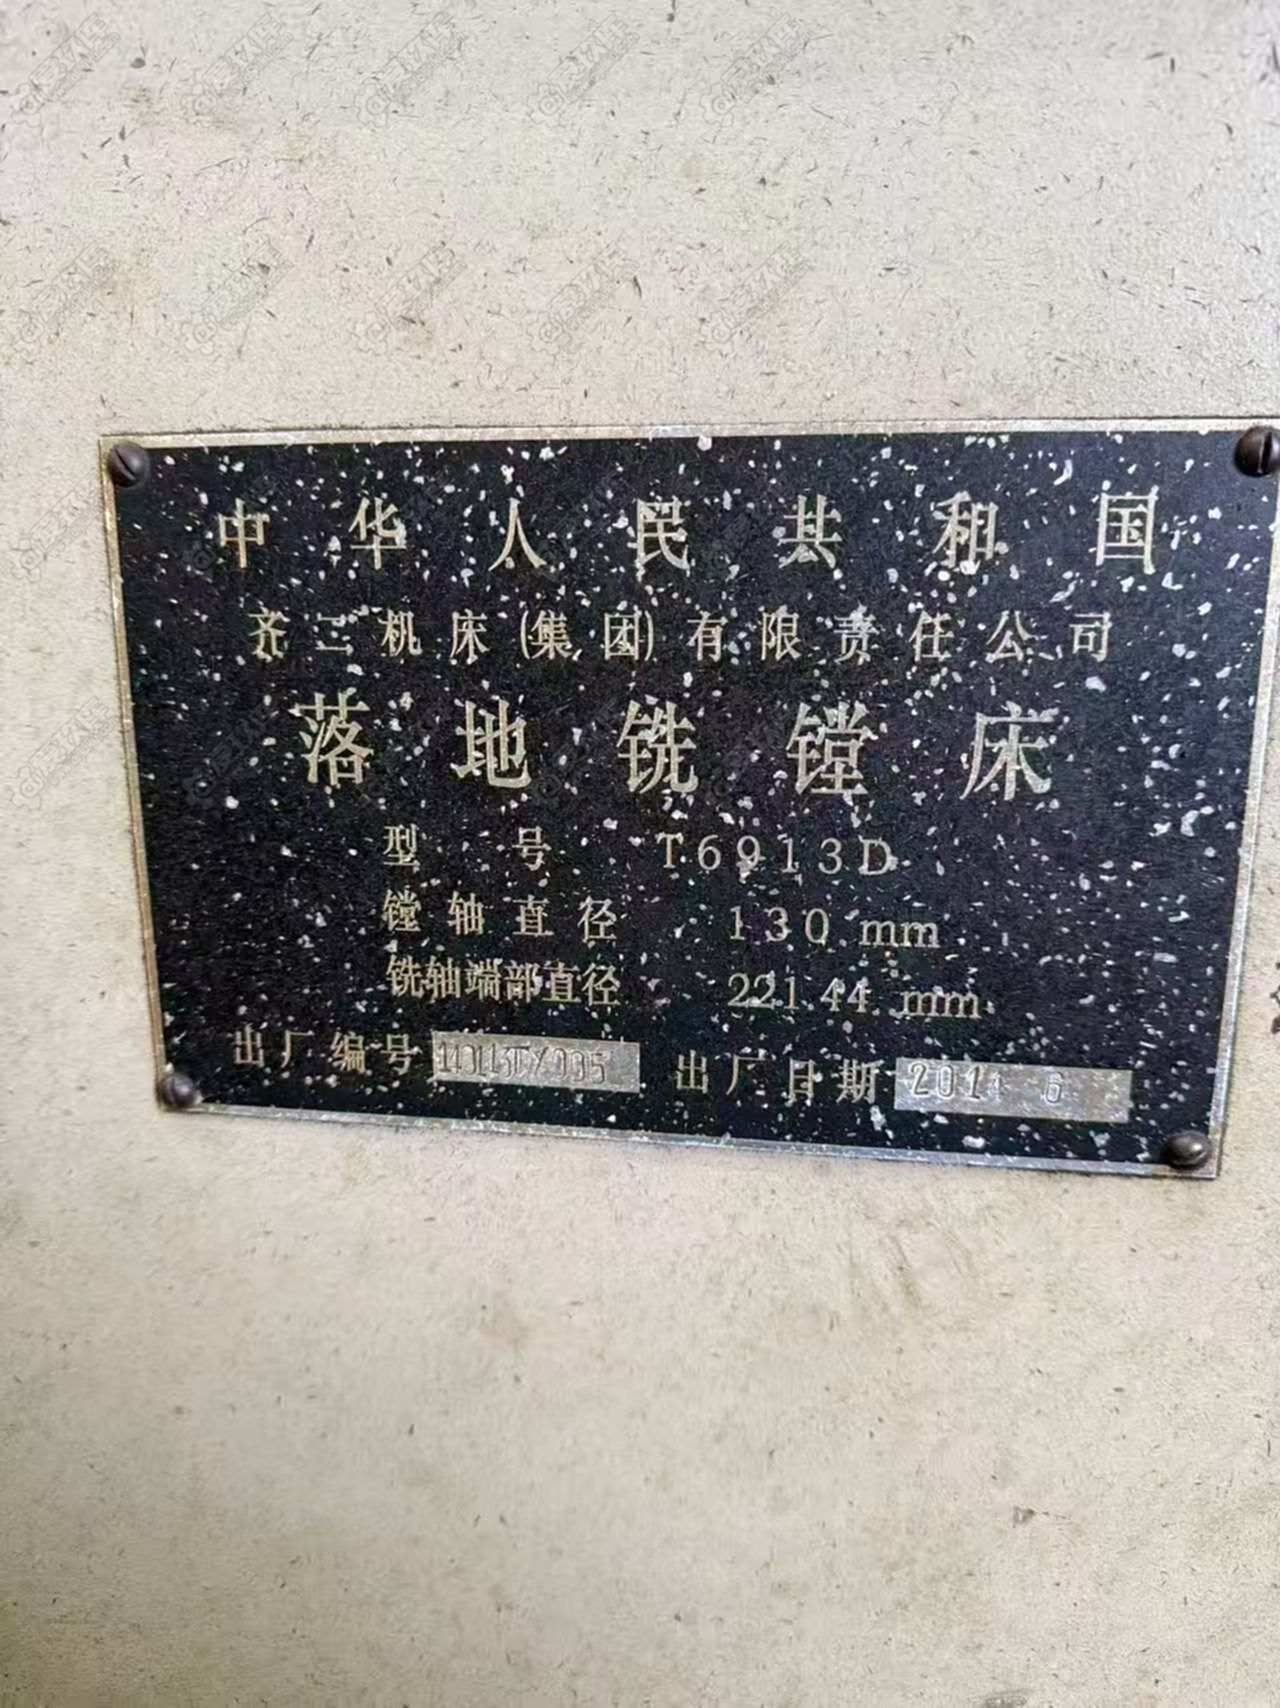 中华人民共和国
齐二机床(集团)有限责任公司
落地铣镗床
型号 T6913D
镗轴直径 130 mm
铣轴端部直径 221.44 mm
出厂编号 出厂日期 2011 6